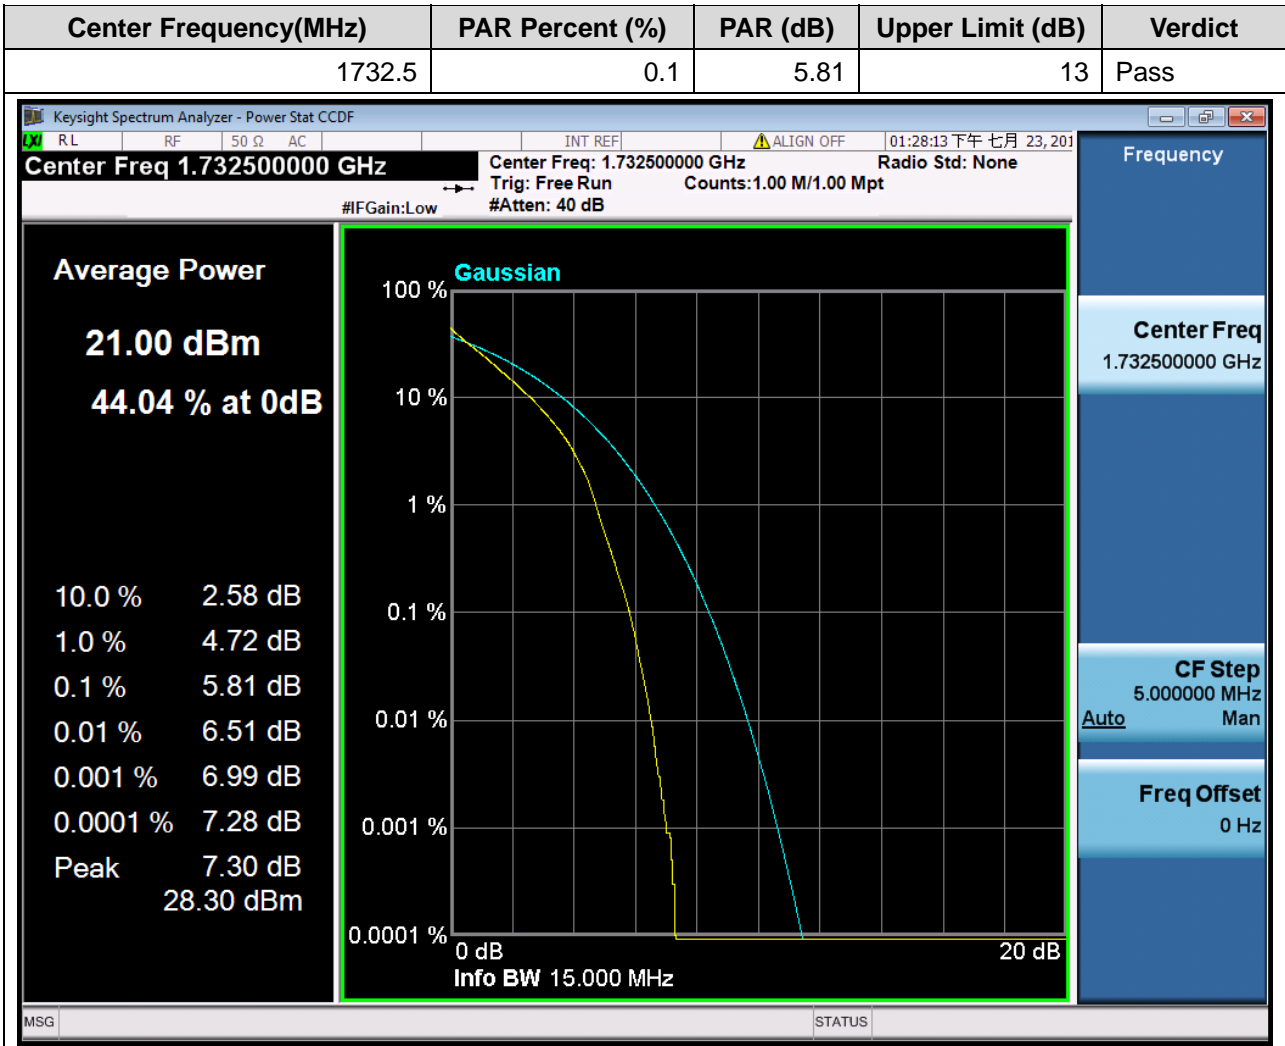 Center Frequency(MHz) PAR Percent (%) PAR (dB) Upper Limit (dB) Verdict
1732.5 0.1 5.81 13 Pass
Keysight Spectrum Analyzer - Power Stat CCDF
LXI RL RF 50 Ω AC INT REF ALIGN OFF 01:28:13 下午 七月 23, 201
Center Freq 1.732500000 GHz
Center Freq: 1.732500000 GHz Radio Std: None
Trig: Free Run Counts:1.00 M/1.00 Mpt
#IFGain:Low #Atten: 40 dB
Frequency
Average Power
21.00 dBm
44.04 % at 0dB
10.0 % 2.58 dB
1.0 % 4.72 dB
0.1 % 5.81 dB
0.01 % 6.51 dB
0.001 % 6.99 dB
0.0001 % 7.28 dB
Peak 7.30 dB
28.30 dBm
Gaussian
100 %
10 %
1 %
0.1 %
0.01 %
0.001 %
0.0001 %
0 dB 20 dB
Info BW 15.000 MHz
Center Freq
1.732500000 GHz
CF Step
5.000000 MHz
Auto Man
Freq Offset
0 Hz
MSG STATUS